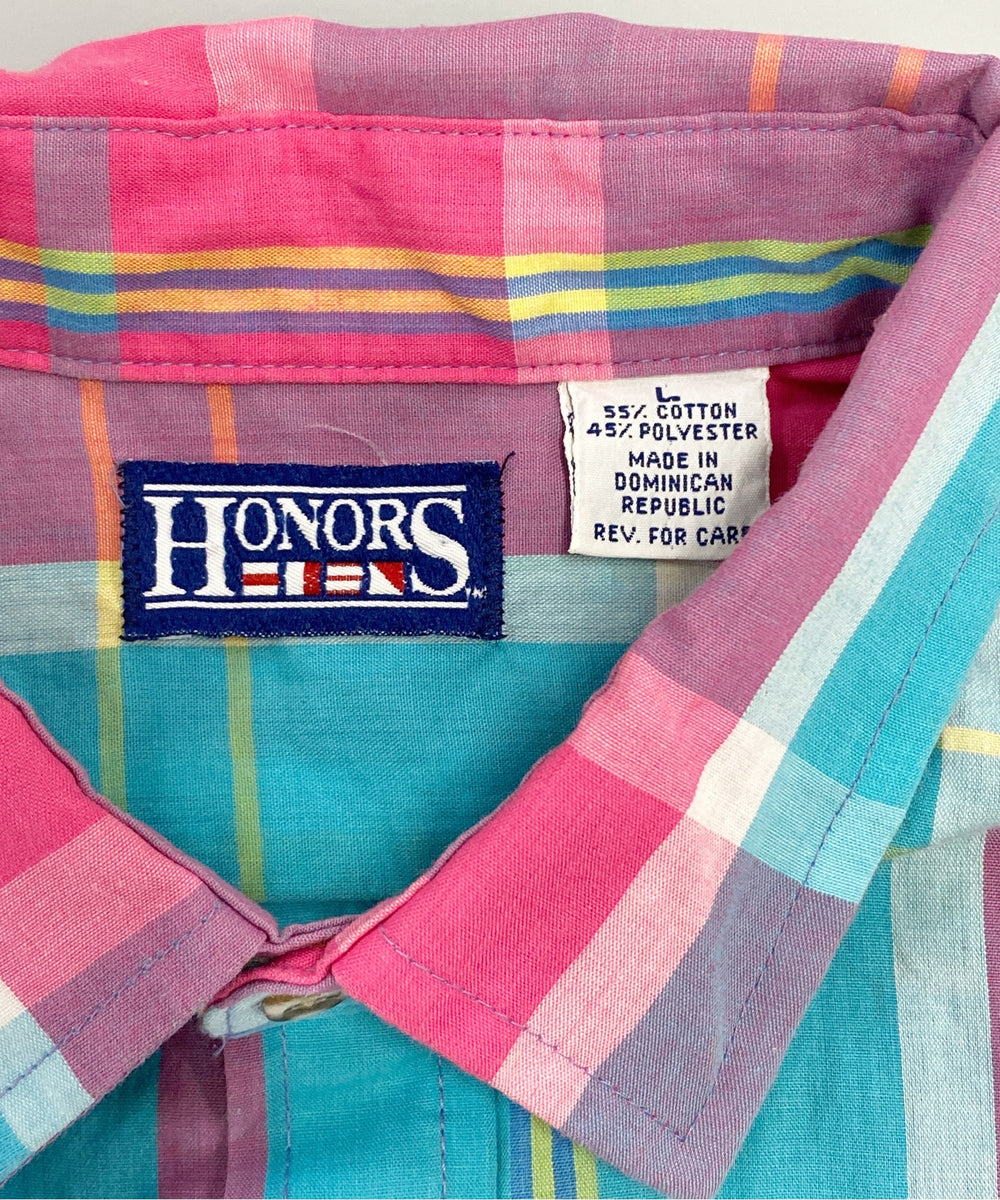 HONORS
L
55% COTTON
45% POLYESTER
MADE IN
DOMINICAN
REPUBLIC
REV. FOR CARE